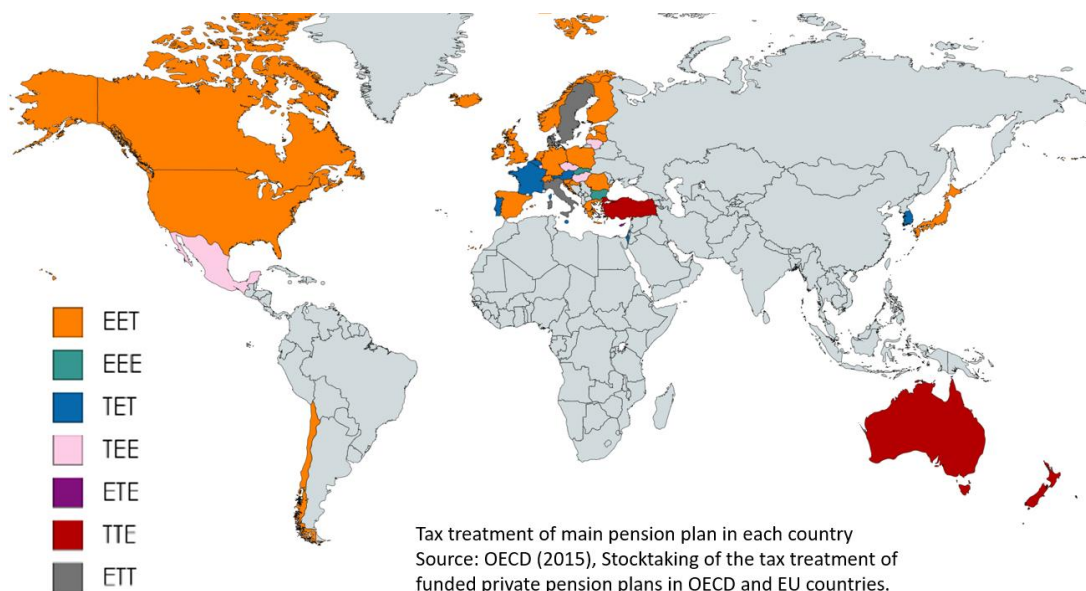 EET
EEE
TET
TEE
ETE
TTE
ETT
Tax treatment of main pension plan in each country
Source: OECD (2015), Stocktaking of the tax treatment of
funded private pension plans in OECD and EU countries.